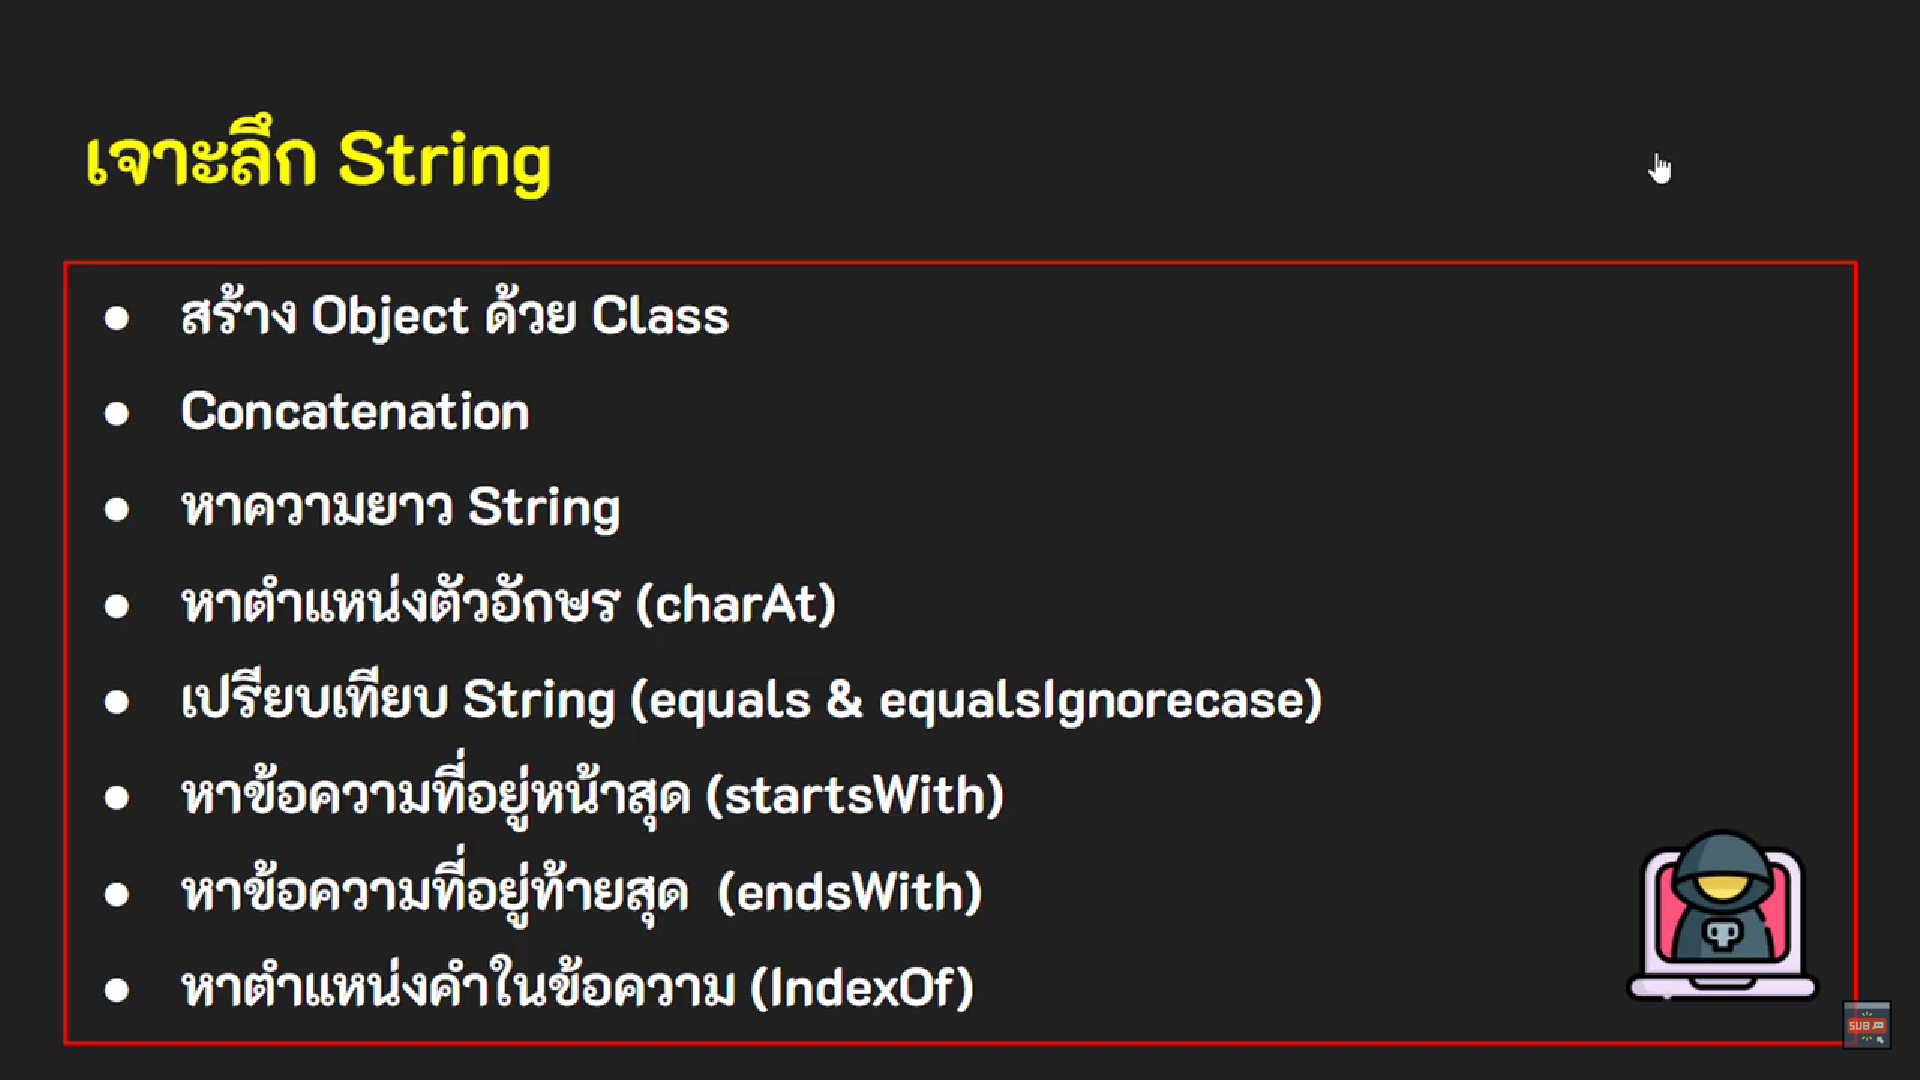 เจาะลึก String
● สร้าง Object ด้วย Class
● Concatenation
● หาความยาว String
● หาตำแหน่งตัวอักษร (charAt)
● เปรียบเทียบ String (equals & equalsIgnorecase)
● หาข้อความที่อยู่หน้าสุด (startsWith)
● หาข้อความที่อยู่ท้ายสุด (endsWith)
● หาตำแหน่งคำในข้อความ (IndexOf)
SUB